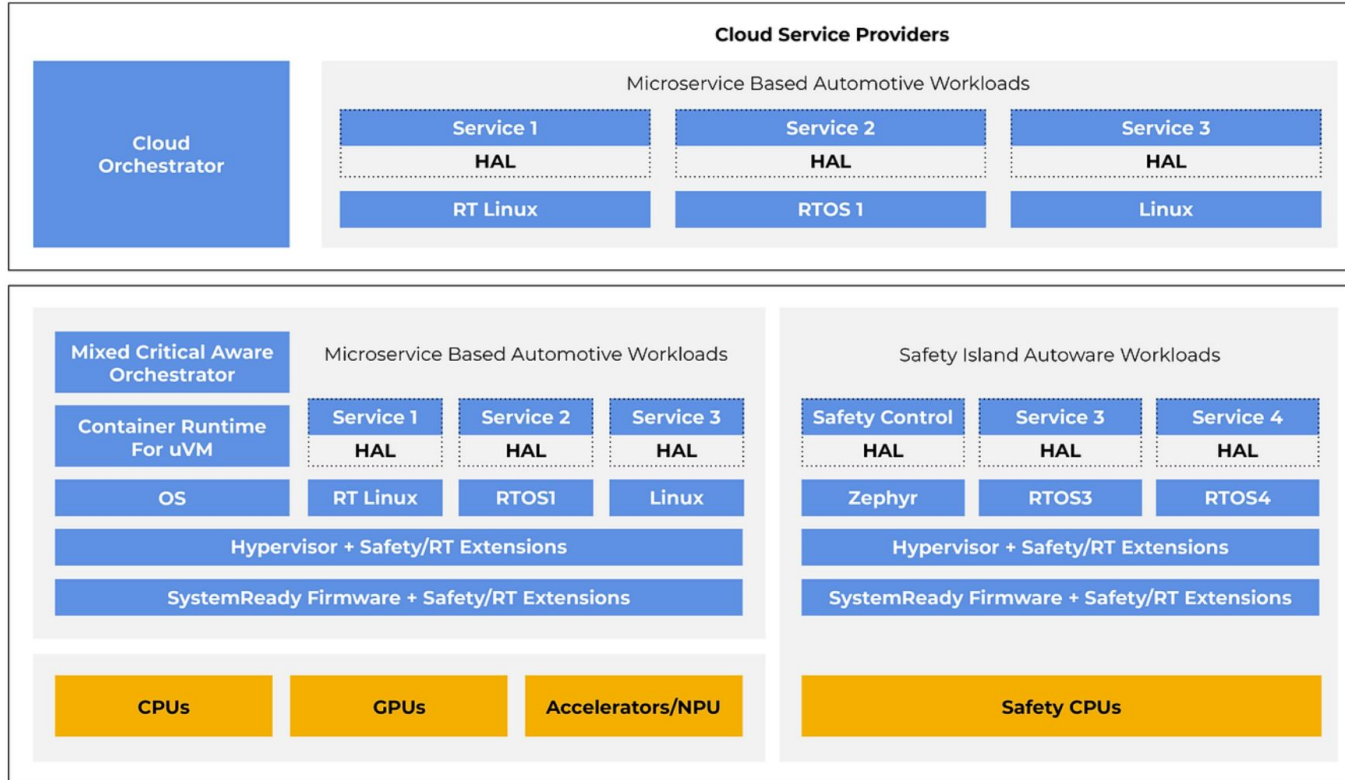 Cloud Service Providers
Cloud
Orchestrator
Microservice Based Automotive Workloads
Service 1
HAL
RT Linux
Service 2
HAL
RTOS 1
Service 3
HAL
Linux
Mixed Critical Aware
Orchestrator
Container Runtime
For uVM
OS
Microservice Based Automotive Workloads
Service 1
HAL
RT Linux
Service 2
HAL
RTOS1
Service 3
HAL
Linux
Hypervisor + Safety/RT Extensions
SystemReady Firmware + Safety/RT Extensions
CPUs
GPUs
Accelerators/NPU
Safety Island Autoware Workloads
Safety Control
HAL
Zephyr
Service 3
HAL
RTOS3
Service 4
HAL
RTOS4
Hypervisor + Safety/RT Extensions
SystemReady Firmware + Safety/RT Extensions
Safety CPUs